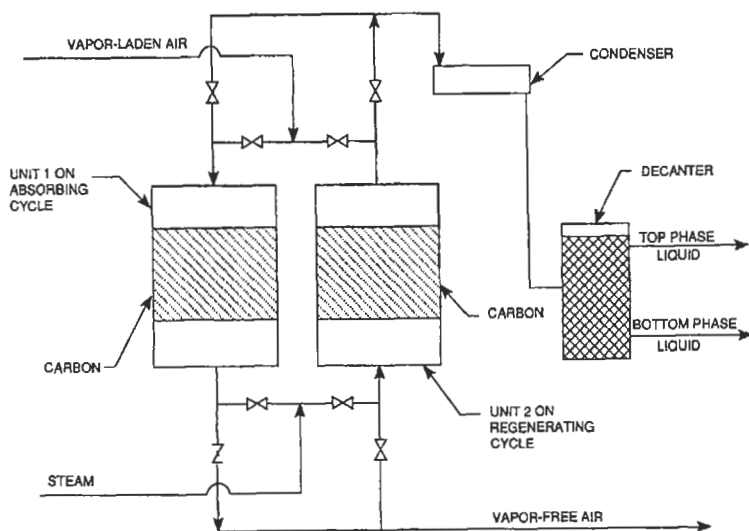 VAPOR-LADEN AIR
CONDENSER
UNIT 1 ON
ABSORBING
CYCLE
DECANTER
TOP PHASE
LIQUID
CARBON
BOTTOM PHASE
LIQUID
CARBON
UNIT 2 ON
REGENERATING
CYCLE
STEAM
VAPOR-FREE AIR